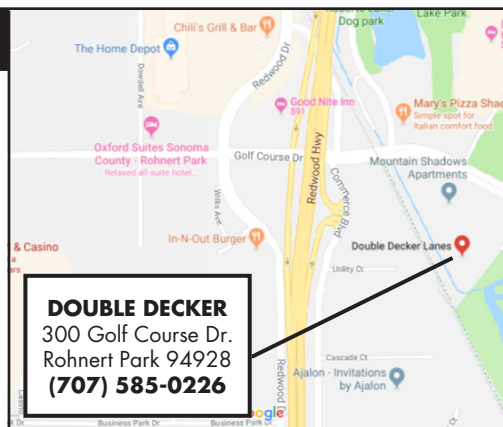 Chili's Grill & Bar
Dog park
Lake Park
The Home Depot
Redwood Dr
Dowdell Ave
Good Nite Inn
$91
Mary's Pizza Shac
Simple spot for
Italian comfort food
Oxford Suites Sonoma
County - Rohnert Park
Relaxed all-suite hotel...
Golf Course Dr
Redwood Hwy
Commerce Blvd
Mountain Shadows
Apartments
Willis Ave
In-N-Out Burger
Double Decker Lanes
& Casino
Utility Ct
DOUBLE DECKER
300 Golf Course Dr.
Rohnert Park 94928
(707) 585-0226
Cascade Ct
Ajalon - Invitations
by Ajalon
Redwood
ogle
Business Park Dr
Business Park